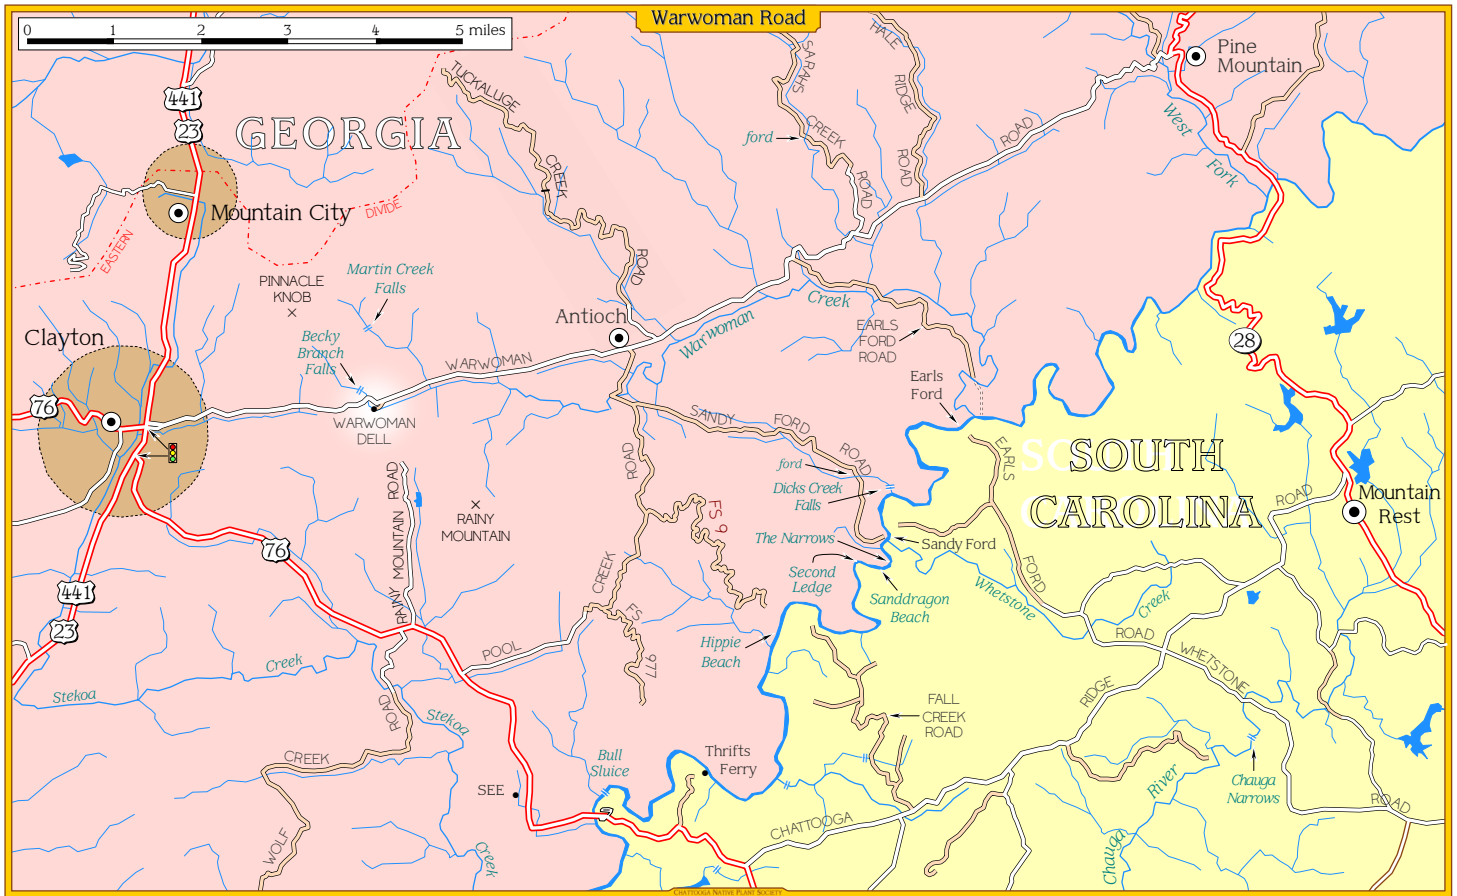 Warwoman Road
0 1 2 3 4 5 miles
441
23
GEORGIA
TUCKALUGE
CREEK
ROAD
SARAHS
CREEK
ROAD
HALE
RIDGE
ROAD
ford
ROAD
Pine
Mountain
West
Fork
Mountain City
EASTERN
DIVIDE
PINNACLE
KNOB
Martin Creek
Falls
Becky
Branch
Falls
Clayton
76
WARWOMAN
WARWOMAN
DELL
Antioch
Warwoman
Creek
EARLS
FORD
ROAD
Earls
Ford
28
SANDY
FORD
ROAD
ford
Dicks Creek
Falls
The Narrows
Second
Ledge
Sandy Ford
Sanddragon
Beach
Hippie
Beach
EARLS
FORD
SOUTH
CAROLINA
Mountain
Rest
ROAD
Whetstone
Creek
ROAD
WHETSTONE
ROAD
RIDGE
CHATTOOGA
RAINY MOUNTAIN ROAD
RAINY
MOUNTAIN
ROAD
CREEK
POOL
FS 9
FS
977
76
441
23
Stekoa
Creek
Stekoa
Creek
ROAD
CREEK
WOLF
SEE
Bull
Sluice
Thrifts
Ferry
FALL
CREEK
ROAD
Chauga
River
Chauga
Narrows
CHATTOOGA NATIVE PLANT SOCIETY